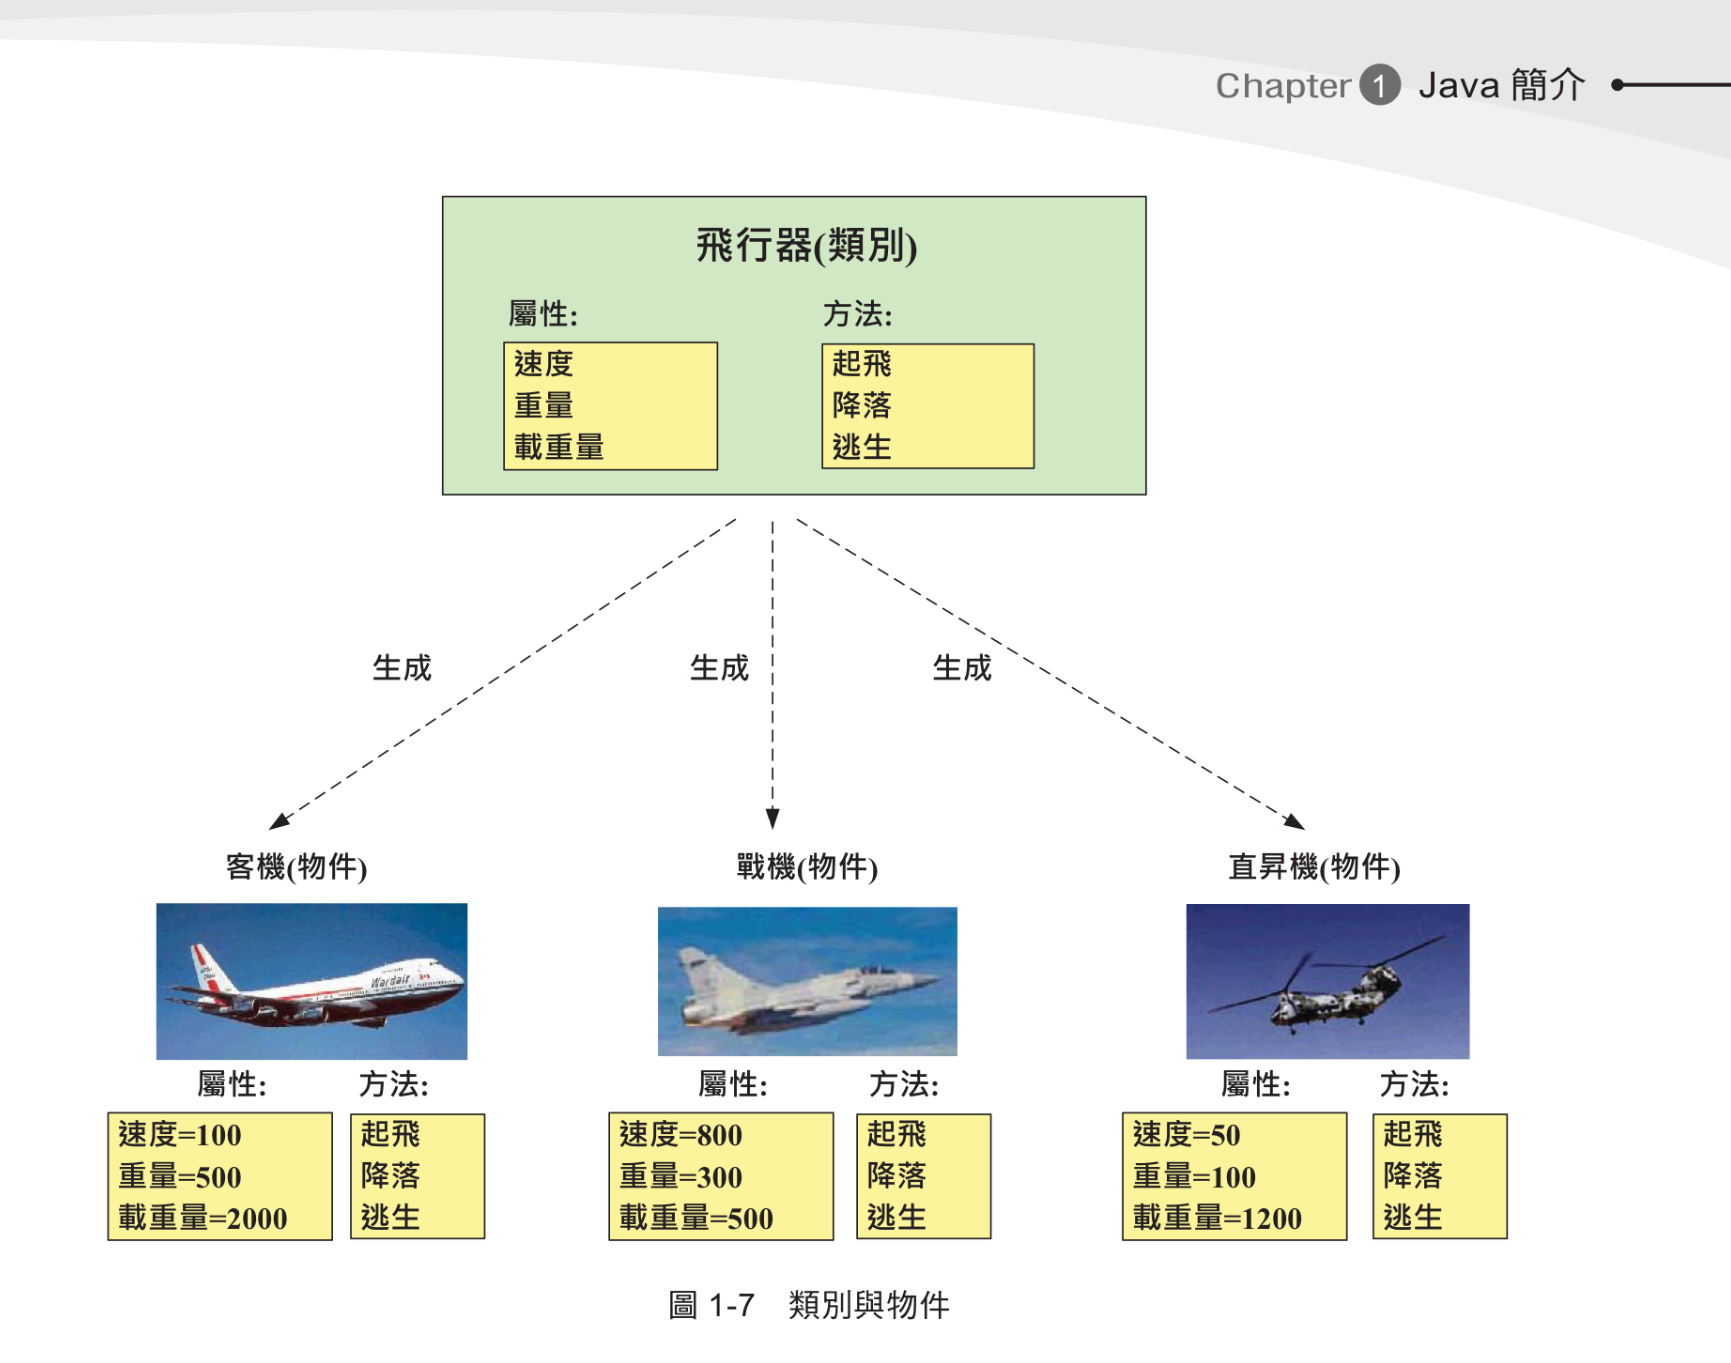 Chapter 1 Java 簡介
飛行器(類別)
屬性:
速度
重量
載重量
方法:
起飛
降落
逃生
生成
生成
生成
客機(物件)
Wardair
屬性:
速度=100
重量=500
載重量=2000
方法:
起飛
降落
逃生
戰機(物件)
屬性:
速度=800
重量=300
載重量=500
方法:
起飛
降落
逃生
直昇機(物件)
屬性:
速度=50
重量=100
載重量=1200
方法:
起飛
降落
逃生
圖 1-7 類別與物件